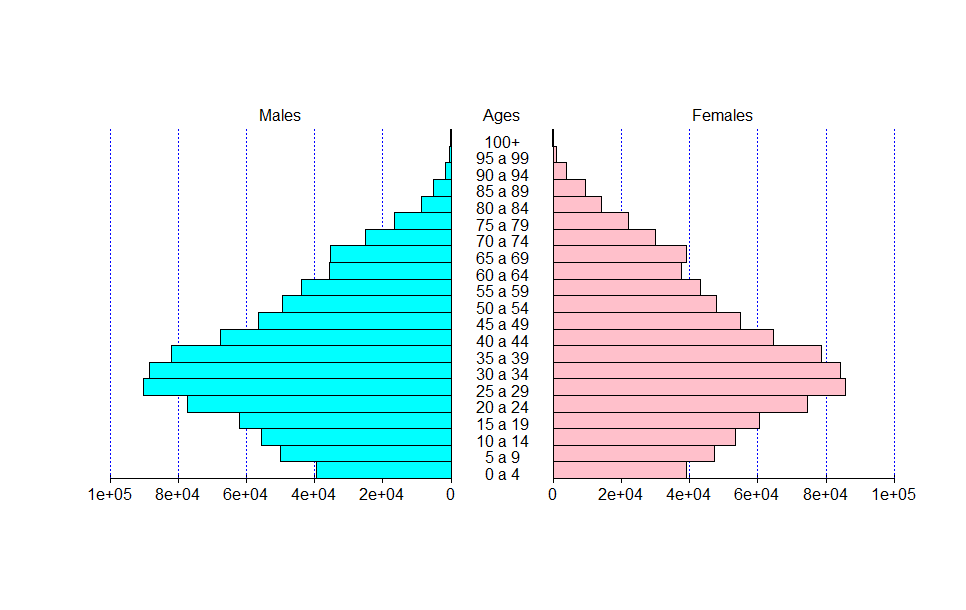 Males Ages Females
100+
95 a 99
90 a 94
85 a 89
80 a 84
75 a 79
70 a 74
65 a 69
60 a 64
55 a 59
50 a 54
45 a 49
40 a 44
35 a 39
30 a 34
25 a 29
20 a 24
15 a 19
10 a 14
5 a 9
0 a 4
1e+05 8e+04 6e+04 4e+04 2e+04 0 0 2e+04 4e+04 6e+04 8e+04 1e+05